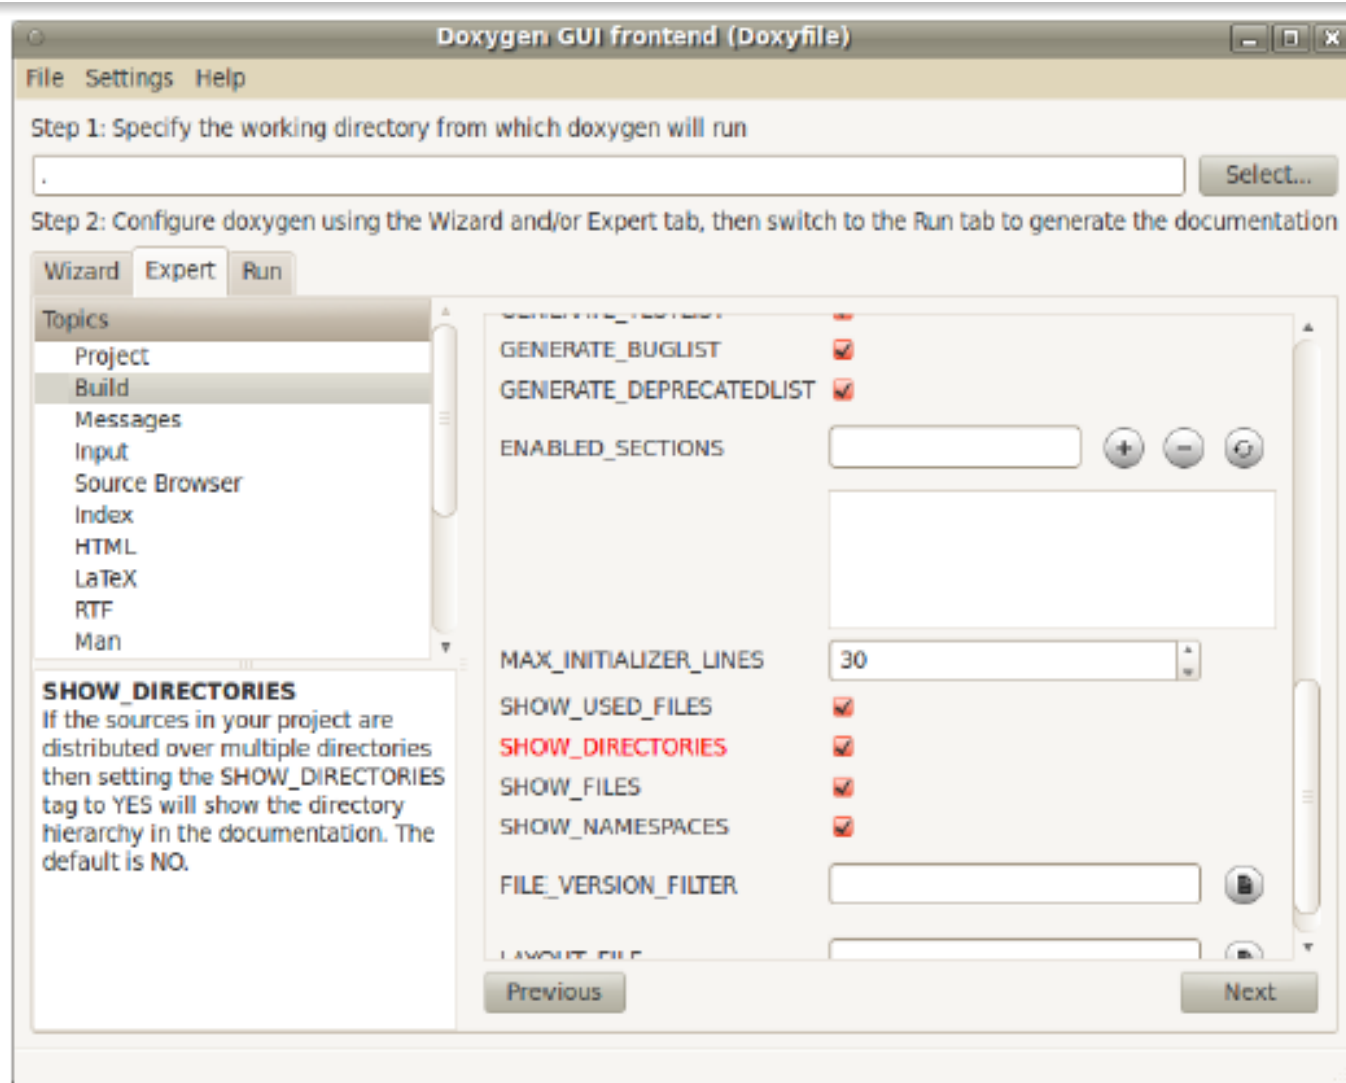 Doxygen GUI frontend (Doxyfile)
File Settings Help
Step 1: Specify the working directory from which doxygen will run
.
Select...
Step 2: Configure doxygen using the Wizard and/or Expert tab, then switch to the Run tab to generate the documentation
Wizard Expert Run
Topics
Project
Build
Messages
Input
Source Browser
Index
HTML
LaTeX
RTF
Man
SHOW_DIRECTORIES
If the sources in your project are
distributed over multiple directories
then setting the SHOW_DIRECTORIES
tag to YES will show the directory
hierarchy in the documentation. The
default is NO.
GENERATE_TESTLIST
GENERATE_BUGLIST
GENERATE_DEPRECATEDLIST
ENABLED_SECTIONS
MAX_INITIALIZER_LINES 30
SHOW_USED_FILES
SHOW_DIRECTORIES
SHOW_FILES
SHOW_NAMESPACES
FILE_VERSION_FILTER
LAYOUT_FILE
Previous
Next